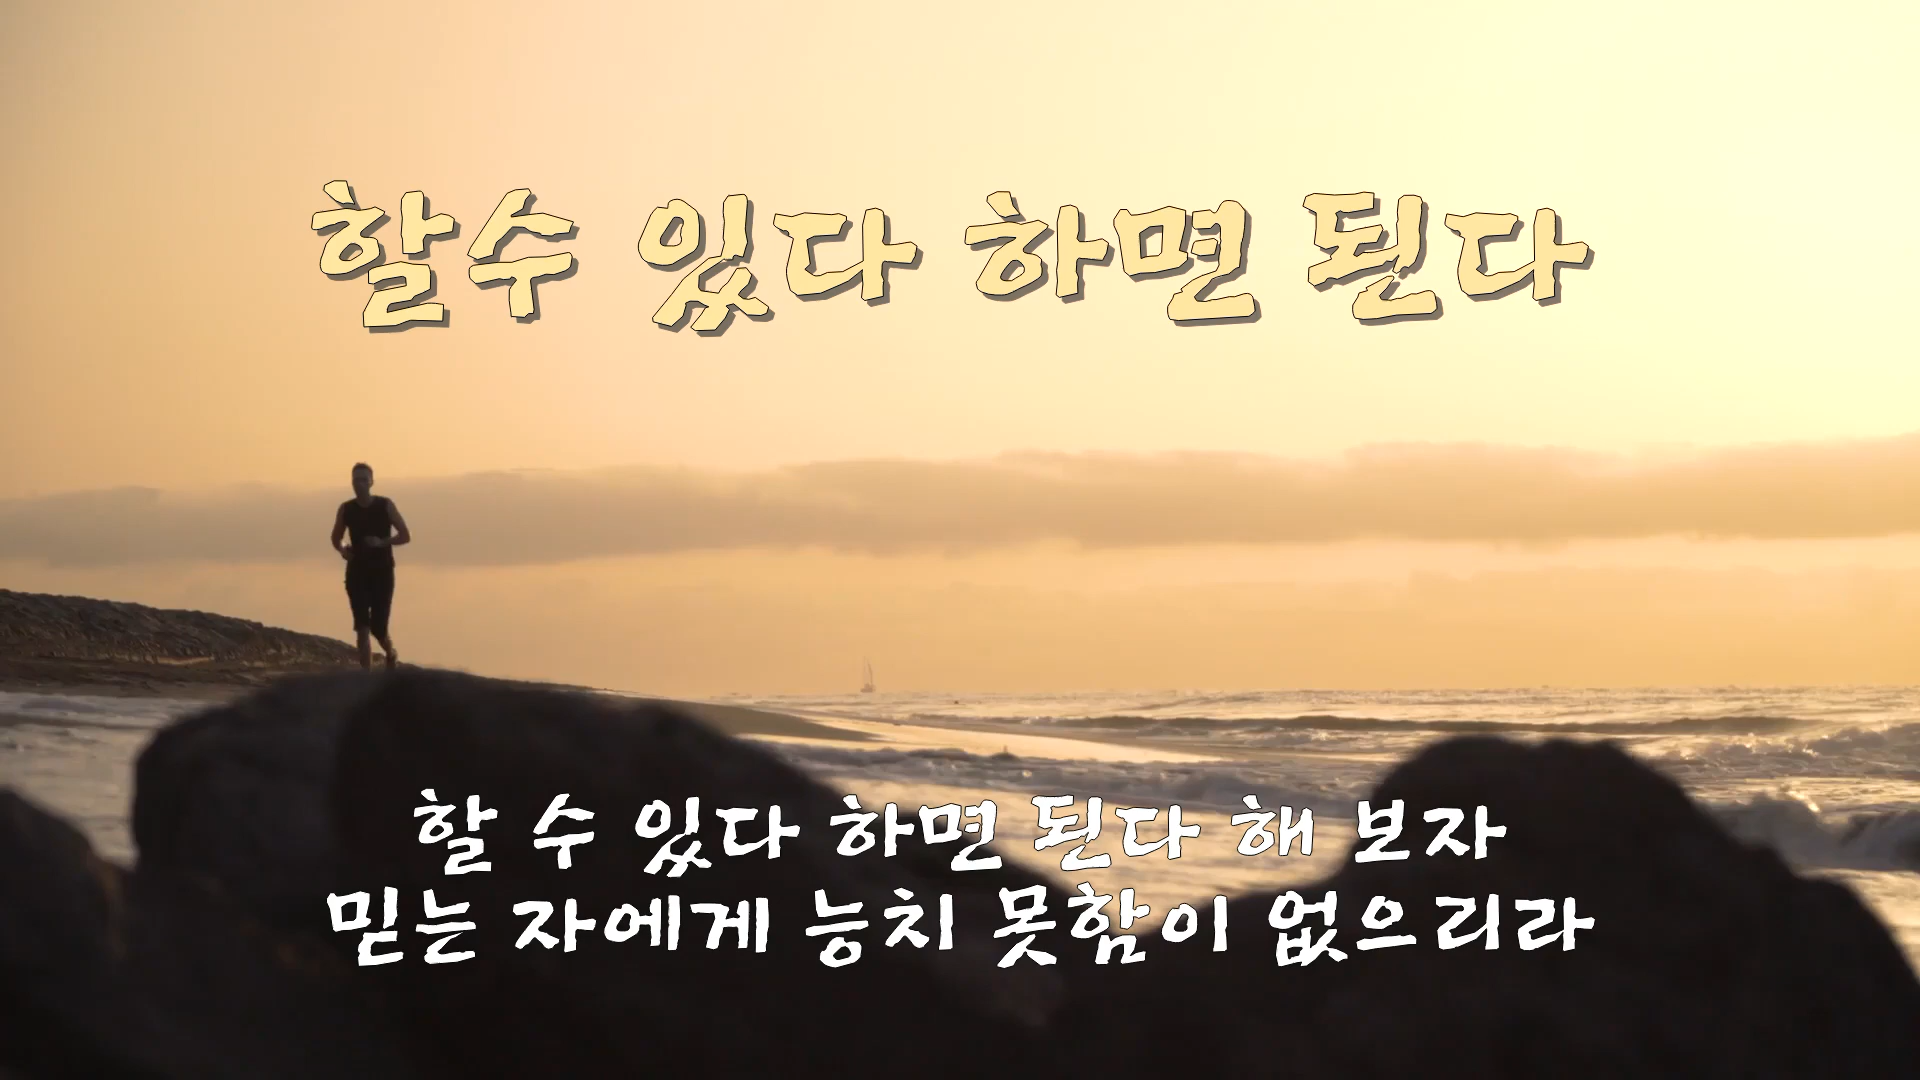 할수 있다 하면 된다
할 수 있다 하면 된다 해 보자
믿는 자에게 능치 못함이 없으리라